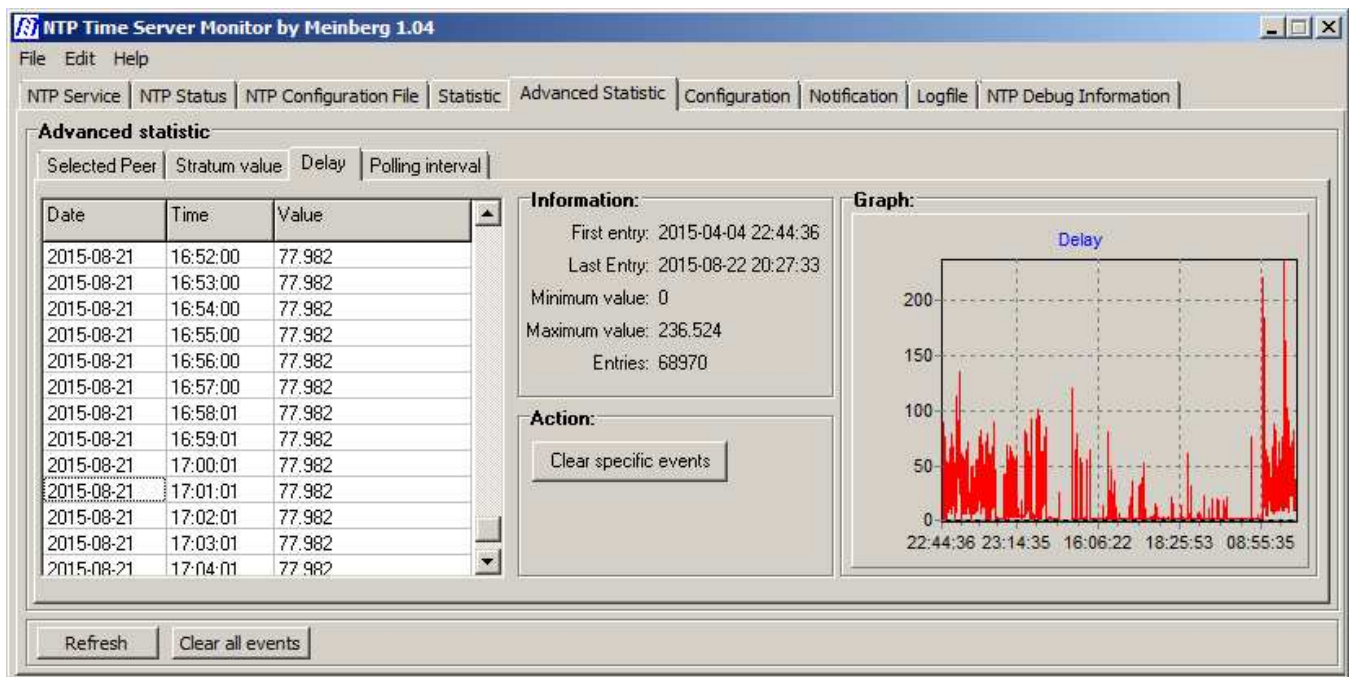 NTP Time Server Monitor by Meinberg 1.04
File Edit Help
NTP Service NTP Status NTP Configuration File Statistic Advanced Statistic Configuration Notification Logfile NTP Debug Information
Advanced statistic
Selected Peer Stratum value Delay Polling interval
Date Time Value
2015-08-21 16:52:00 77.982
2015-08-21 16:53:00 77.982
2015-08-21 16:54:00 77.982
2015-08-21 16:55:00 77.982
2015-08-21 16:56:00 77.982
2015-08-21 16:57:00 77.982
2015-08-21 16:58:01 77.982
2015-08-21 16:59:01 77.982
2015-08-21 17:00:01 77.982
2015-08-21 17:01:01 77.982
2015-08-21 17:02:01 77.982
2015-08-21 17:03:01 77.982
2015-08-21 17:04:01 77.982
Information:
First entry: 2015-04-04 22:44:36
Last Entry: 2015-08-22 20:27:33
Minimum value: 0
Maximum value: 236.524
Entries: 68970
Action:
Clear specific events
Graph:
Delay
200
150
100
50
0
22:44:36 23:14:35 16:06:22 18:25:53 08:55:35
Refresh Clear all events